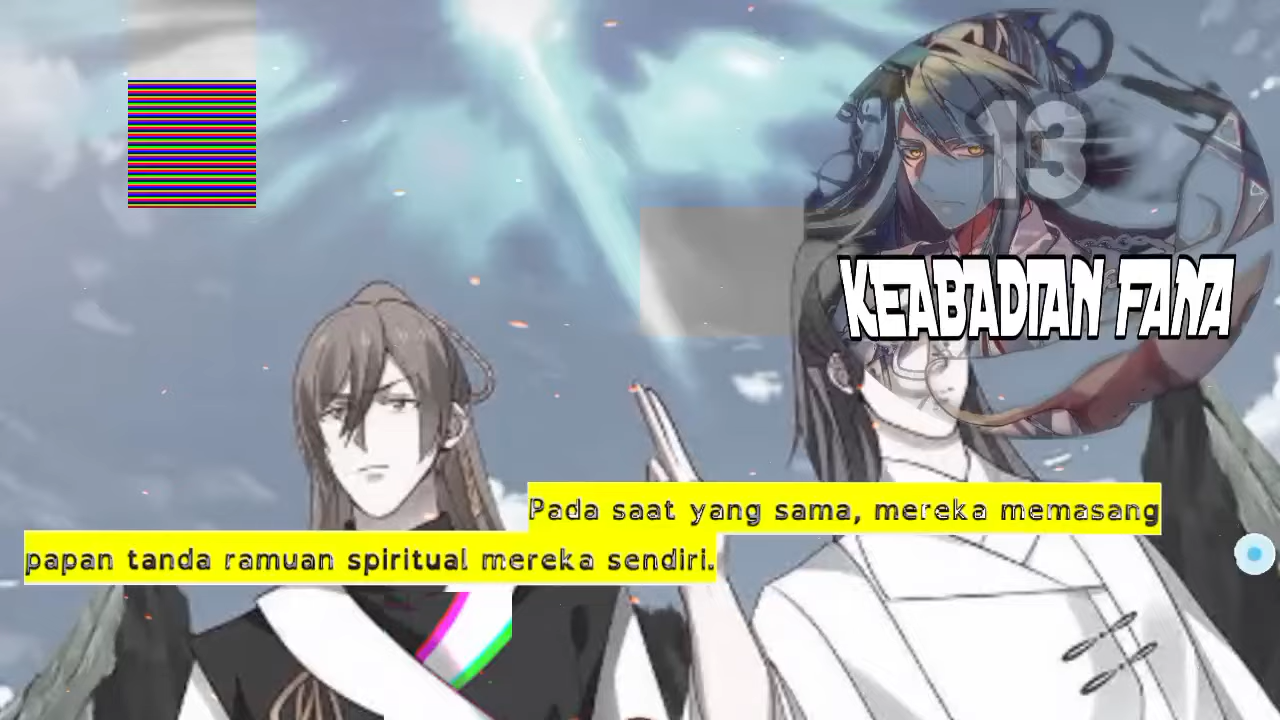 13
KEABADIAN FANA
Pada saat yang sama, mereka memasang
papan tanda ramuan spiritual mereka sendiri.